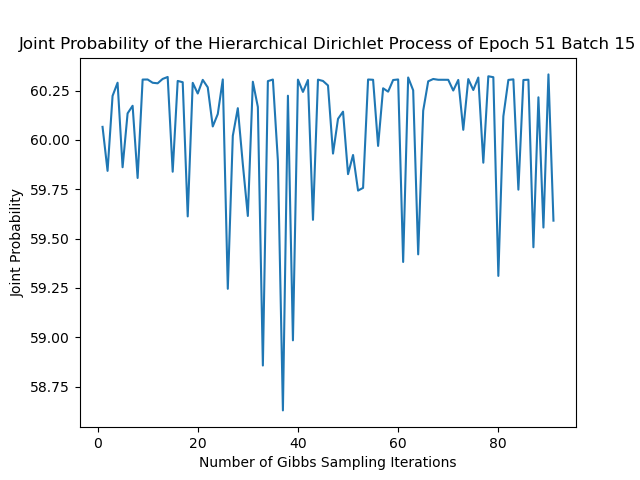 Joint Probability of the Hierarchical Dirichlet Process of Epoch 51 Batch 15
60.25
60.00
59.75
59.50
59.25
59.00
58.75
Joint Probability
0 20 40 60 80
Number of Gibbs Sampling Iterations